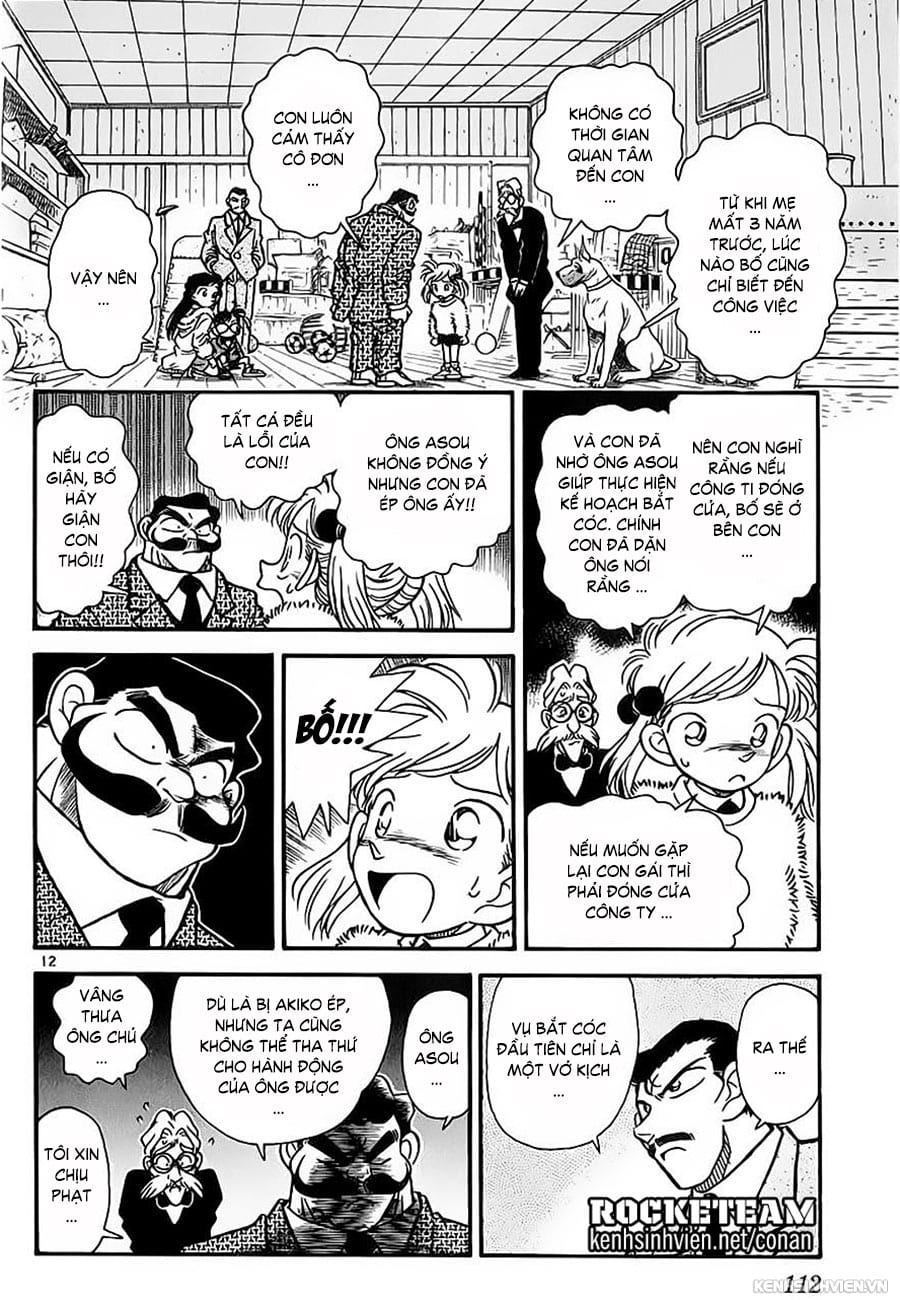 TỪ KHI MẸ
MẤT 3 NĂM
TRƯỚC, LÚC
NÀO BỐ CŨNG
CHỈ BIẾT ĐẾN
CÔNG VIỆC
...
KHÔNG CÓ
THỜI GIAN
QUAN TÂM
ĐẾN CON
...
CON LUÔN
CẢM THẤY
CÔ ĐƠN
...
VẬY NÊN
...
NÊN CON NGHĨ
RẰNG NẾU
CÔNG TI ĐÓNG
CỬA, BỐ SẼ Ở
BÊN CON
...
VÀ CON ĐÃ
NHỜ ÔNG ASOU
GIÚP THỰC HIỆN
KẾ HOẠCH BẮT
CÓC. CHÍNH
CON ĐÃ DẶN
ÔNG NÓI
RẰNG ...
NẾU MUỐN GẶP
LẠI CON GÁI THÌ
PHẢI ĐÓNG CỬA
CÔNG TY ...
ÔNG ASOU
KHÔNG ĐỒNG Ý
NHƯNG CON ĐÃ
ÉP ÔNG ẤY!!
TẤT CẢ ĐỀU
LÀ LỖI CỦA
CON!!
NẾU CÓ
GIẬN, BỐ
HÃY
GIẬN
CON
THÔI!!
BỐ!!!
12
RA THẾ
...
VỤ BẮT CÓC
ĐẦU TIÊN CHỈ LÀ
MỘT VỞ KỊCH
...
ÔNG
ASOU
...
DÙ LÀ BỊ AKIKO ÉP,
NHƯNG TA CŨNG
KHÔNG THỂ THA THỨ
CHO HÀNH ĐỘNG
CỦA ÔNG ĐƯỢC
...
VÂNG
THƯA
ÔNG CHỦ
...
TÔI XIN
CHỊU
PHẠT
...
ROCKETEAM
kenhsinhvien.net/conan
112
KENHSINHVIEN.VN